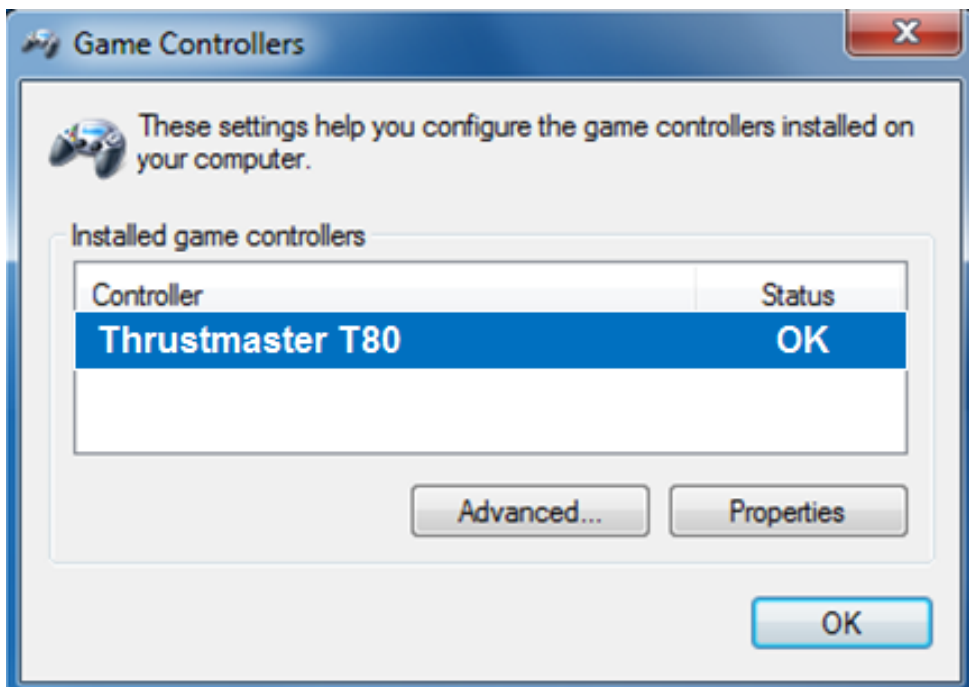 Game Controllers
These settings help you configure the game controllers installed on
your computer.
Installed game controllers
Controller Status
Thrustmaster T80 OK
Advanced... Properties
OK